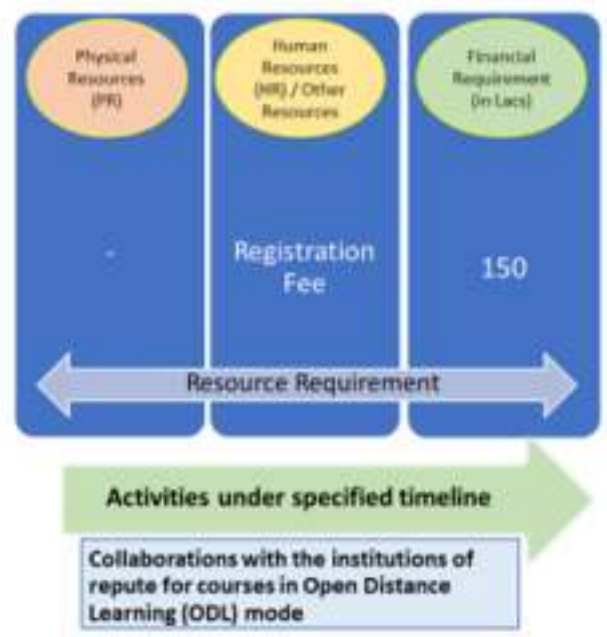 Physical
Resources
(PR)
Human
Resources
(HR) / Other
Resources
Financial
Requirement
(in Lacs)
-
Registration
Fee
150
Resource Requirement
Activities under specified timeline
Collaborations with the institutions of
repute for courses in Open Distance
Learning (ODL) mode